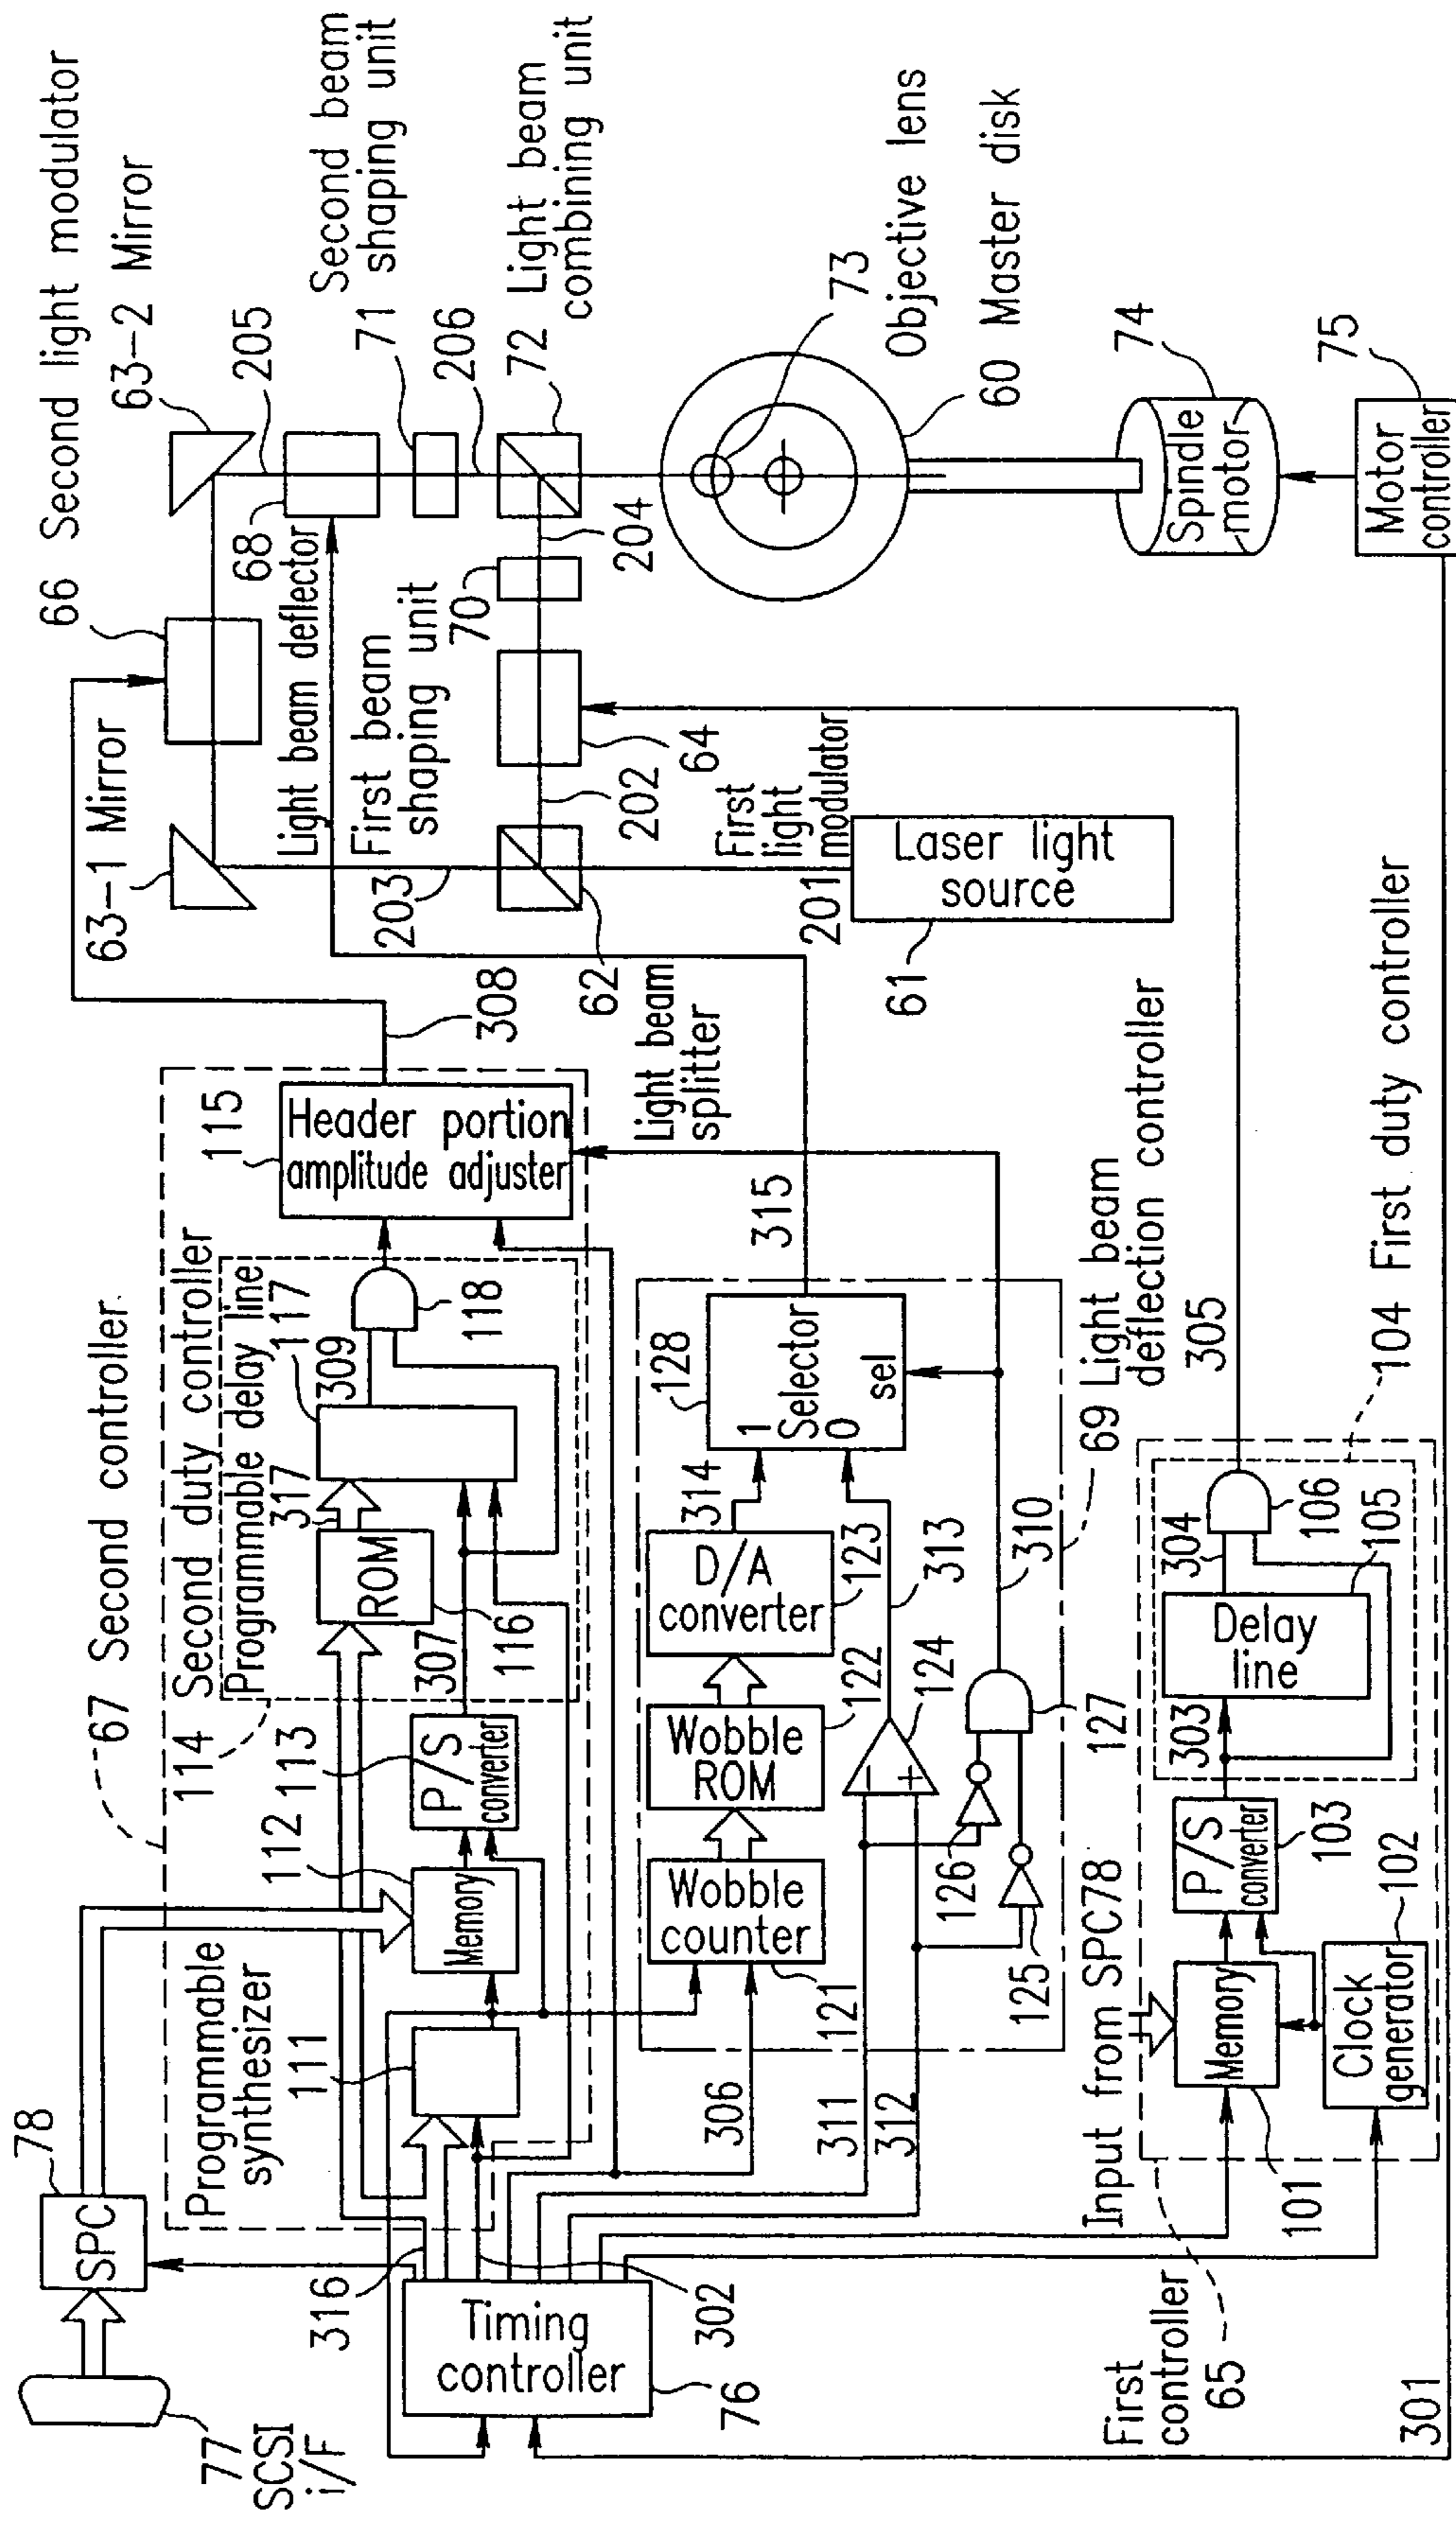 66 Second light modulator
63-1 Mirror
63-2 Mirror
205
Second beam
shaping unit
71
68
Light beam deflector
206
Light beam
combining unit
72
203
First beam
shaping unit
70
204
202
64
62
Light beam
splitter
First
light
modulator
201
Laser light
source
61
73
Objective lens
60 Master disk
74
Spindle
motor
75
Motor
controller
78
SPC
77
SCSI
i/F
67 Second controller
Second duty controller
114
Programmable delay line
117
Programmable
synthesizer
111
112
Memory
113
P/S
converter
307
ROM
116
317
309
118
115
Header portion
amplitude adjuster
308
316
Timing
controller
302
76
306
Wobble
counter
121
Wobble
ROM
122
D/A
converter
123
314
128
1
Selector
0
sel
315
311
312
126
125
124
127
313
310
69 Light beam
deflection controller
305
104 First duty controller
Input from SPC78
First
controller
65
101
Memory
Clock
generator
102
P/S
converter
103
303
Delay
line
304
105
106
301